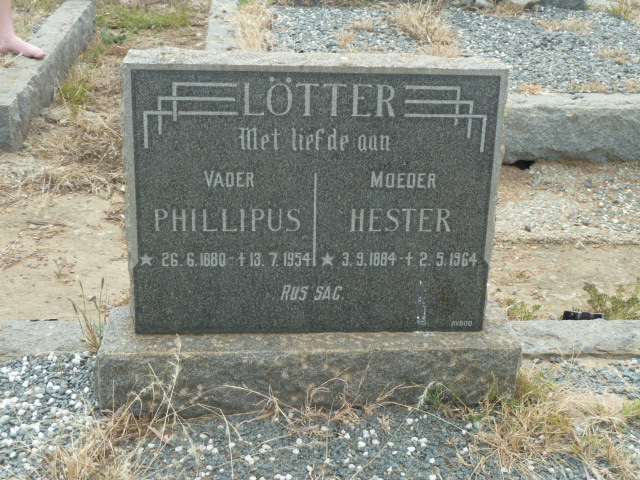 LÖTTER
Met liefde aan
VADER
PHILLIPUS
★ 26.6.1880-✝13.7.1954
MOEDER
HESTER
★ 3.9.1884-✝2.5.1964
RUS SAG.